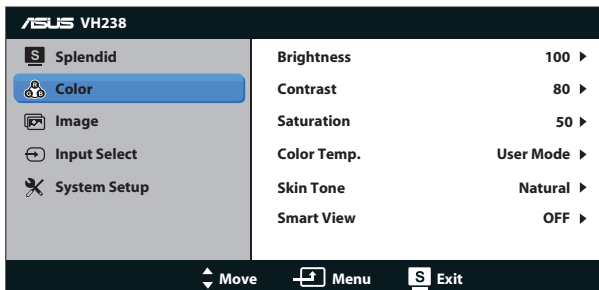 ASUS VH238
S Splendid
R G B Color
Image
Input Select
System Setup
Brightness 100
Contrast 80
Saturation 50
Color Temp. User Mode
Skin Tone Natural
Smart View OFF
Move Menu S Exit